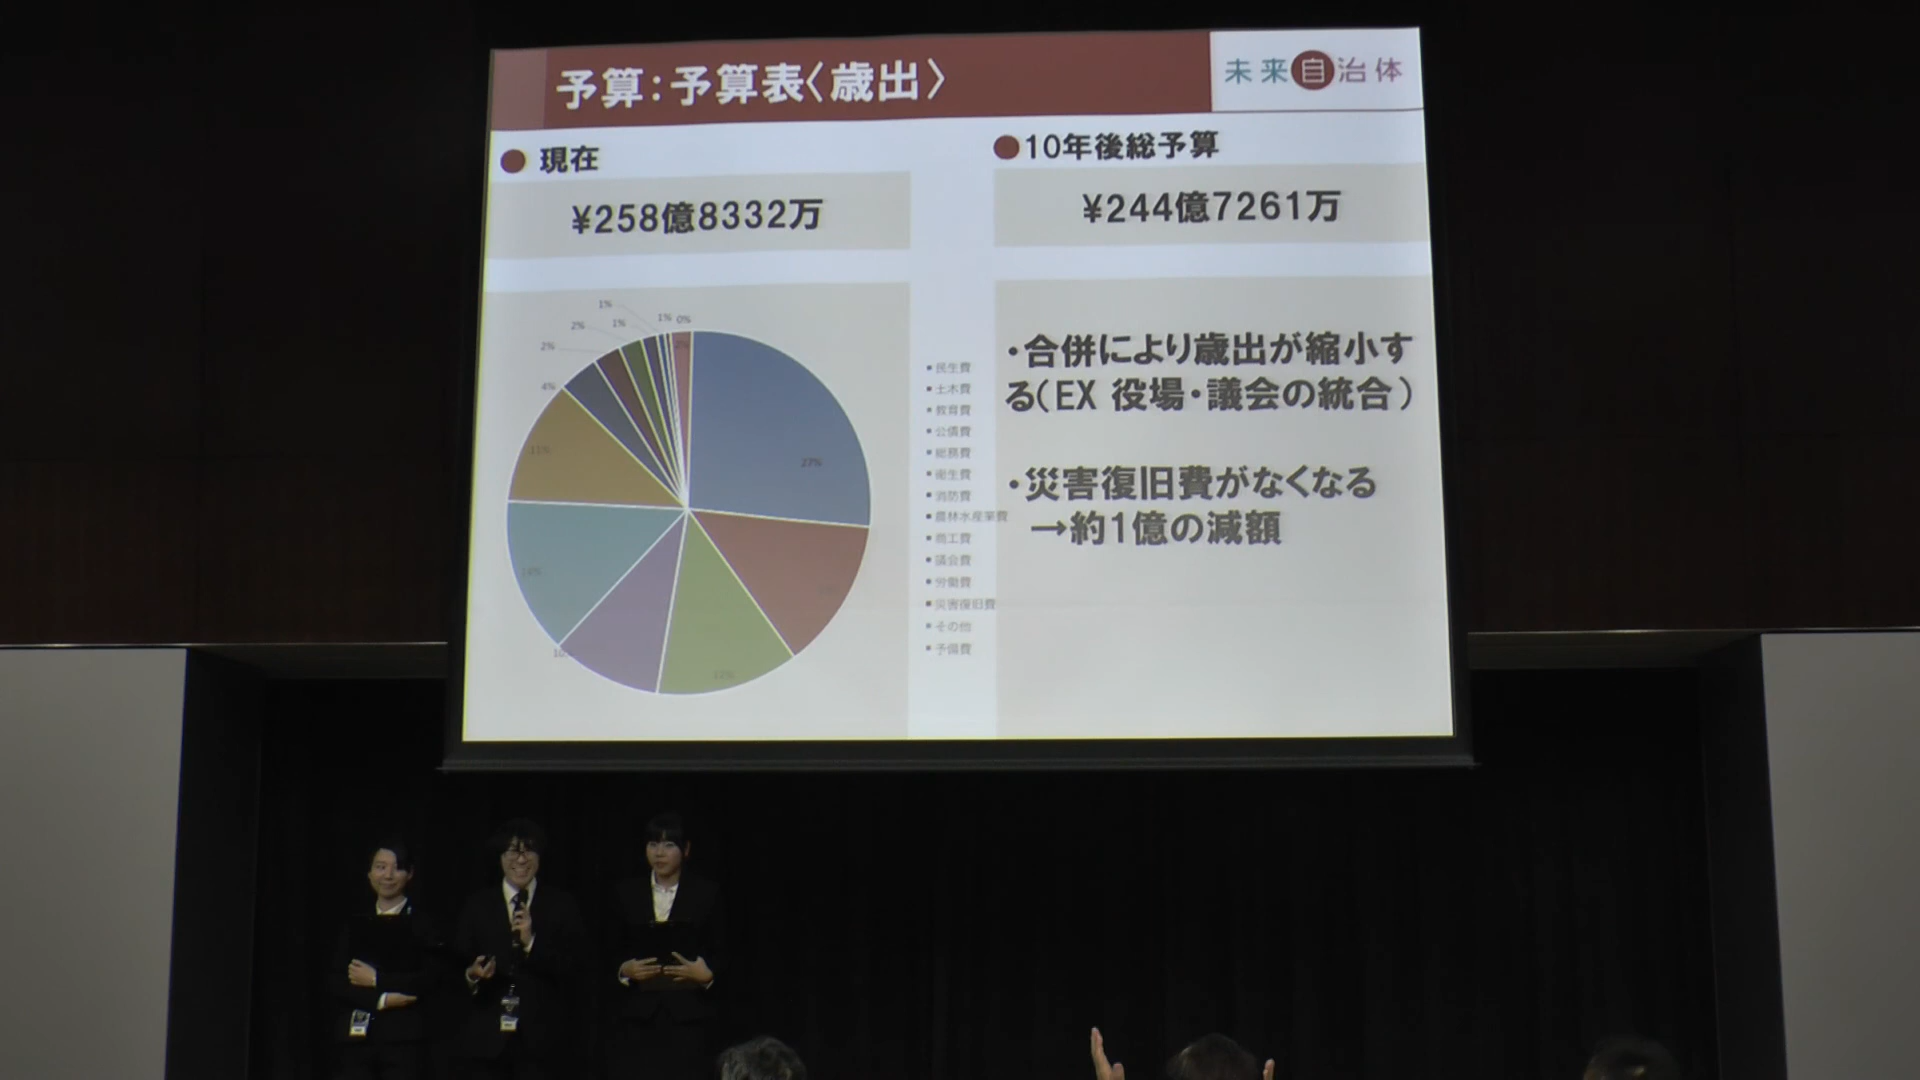 予算：予算表〈歳出〉
未来自治体
● 現在
¥258億8332万
●10年後総予算
¥244億7261万
1%
2%
1%
1%
0%
2%
4%
2%
11%
27%
14%
12%
・民生費
・土木費
・教育費
・公債費
・総務費
・衛生費
・消防費
・農林水産業費
・商工費
・議会費
・労働費
・災害復旧費
・その他
・予備費
・合併により歳出が縮小す
る（EX 役場・議会の統合）
・災害復旧費がなくなる
→約1億の減額